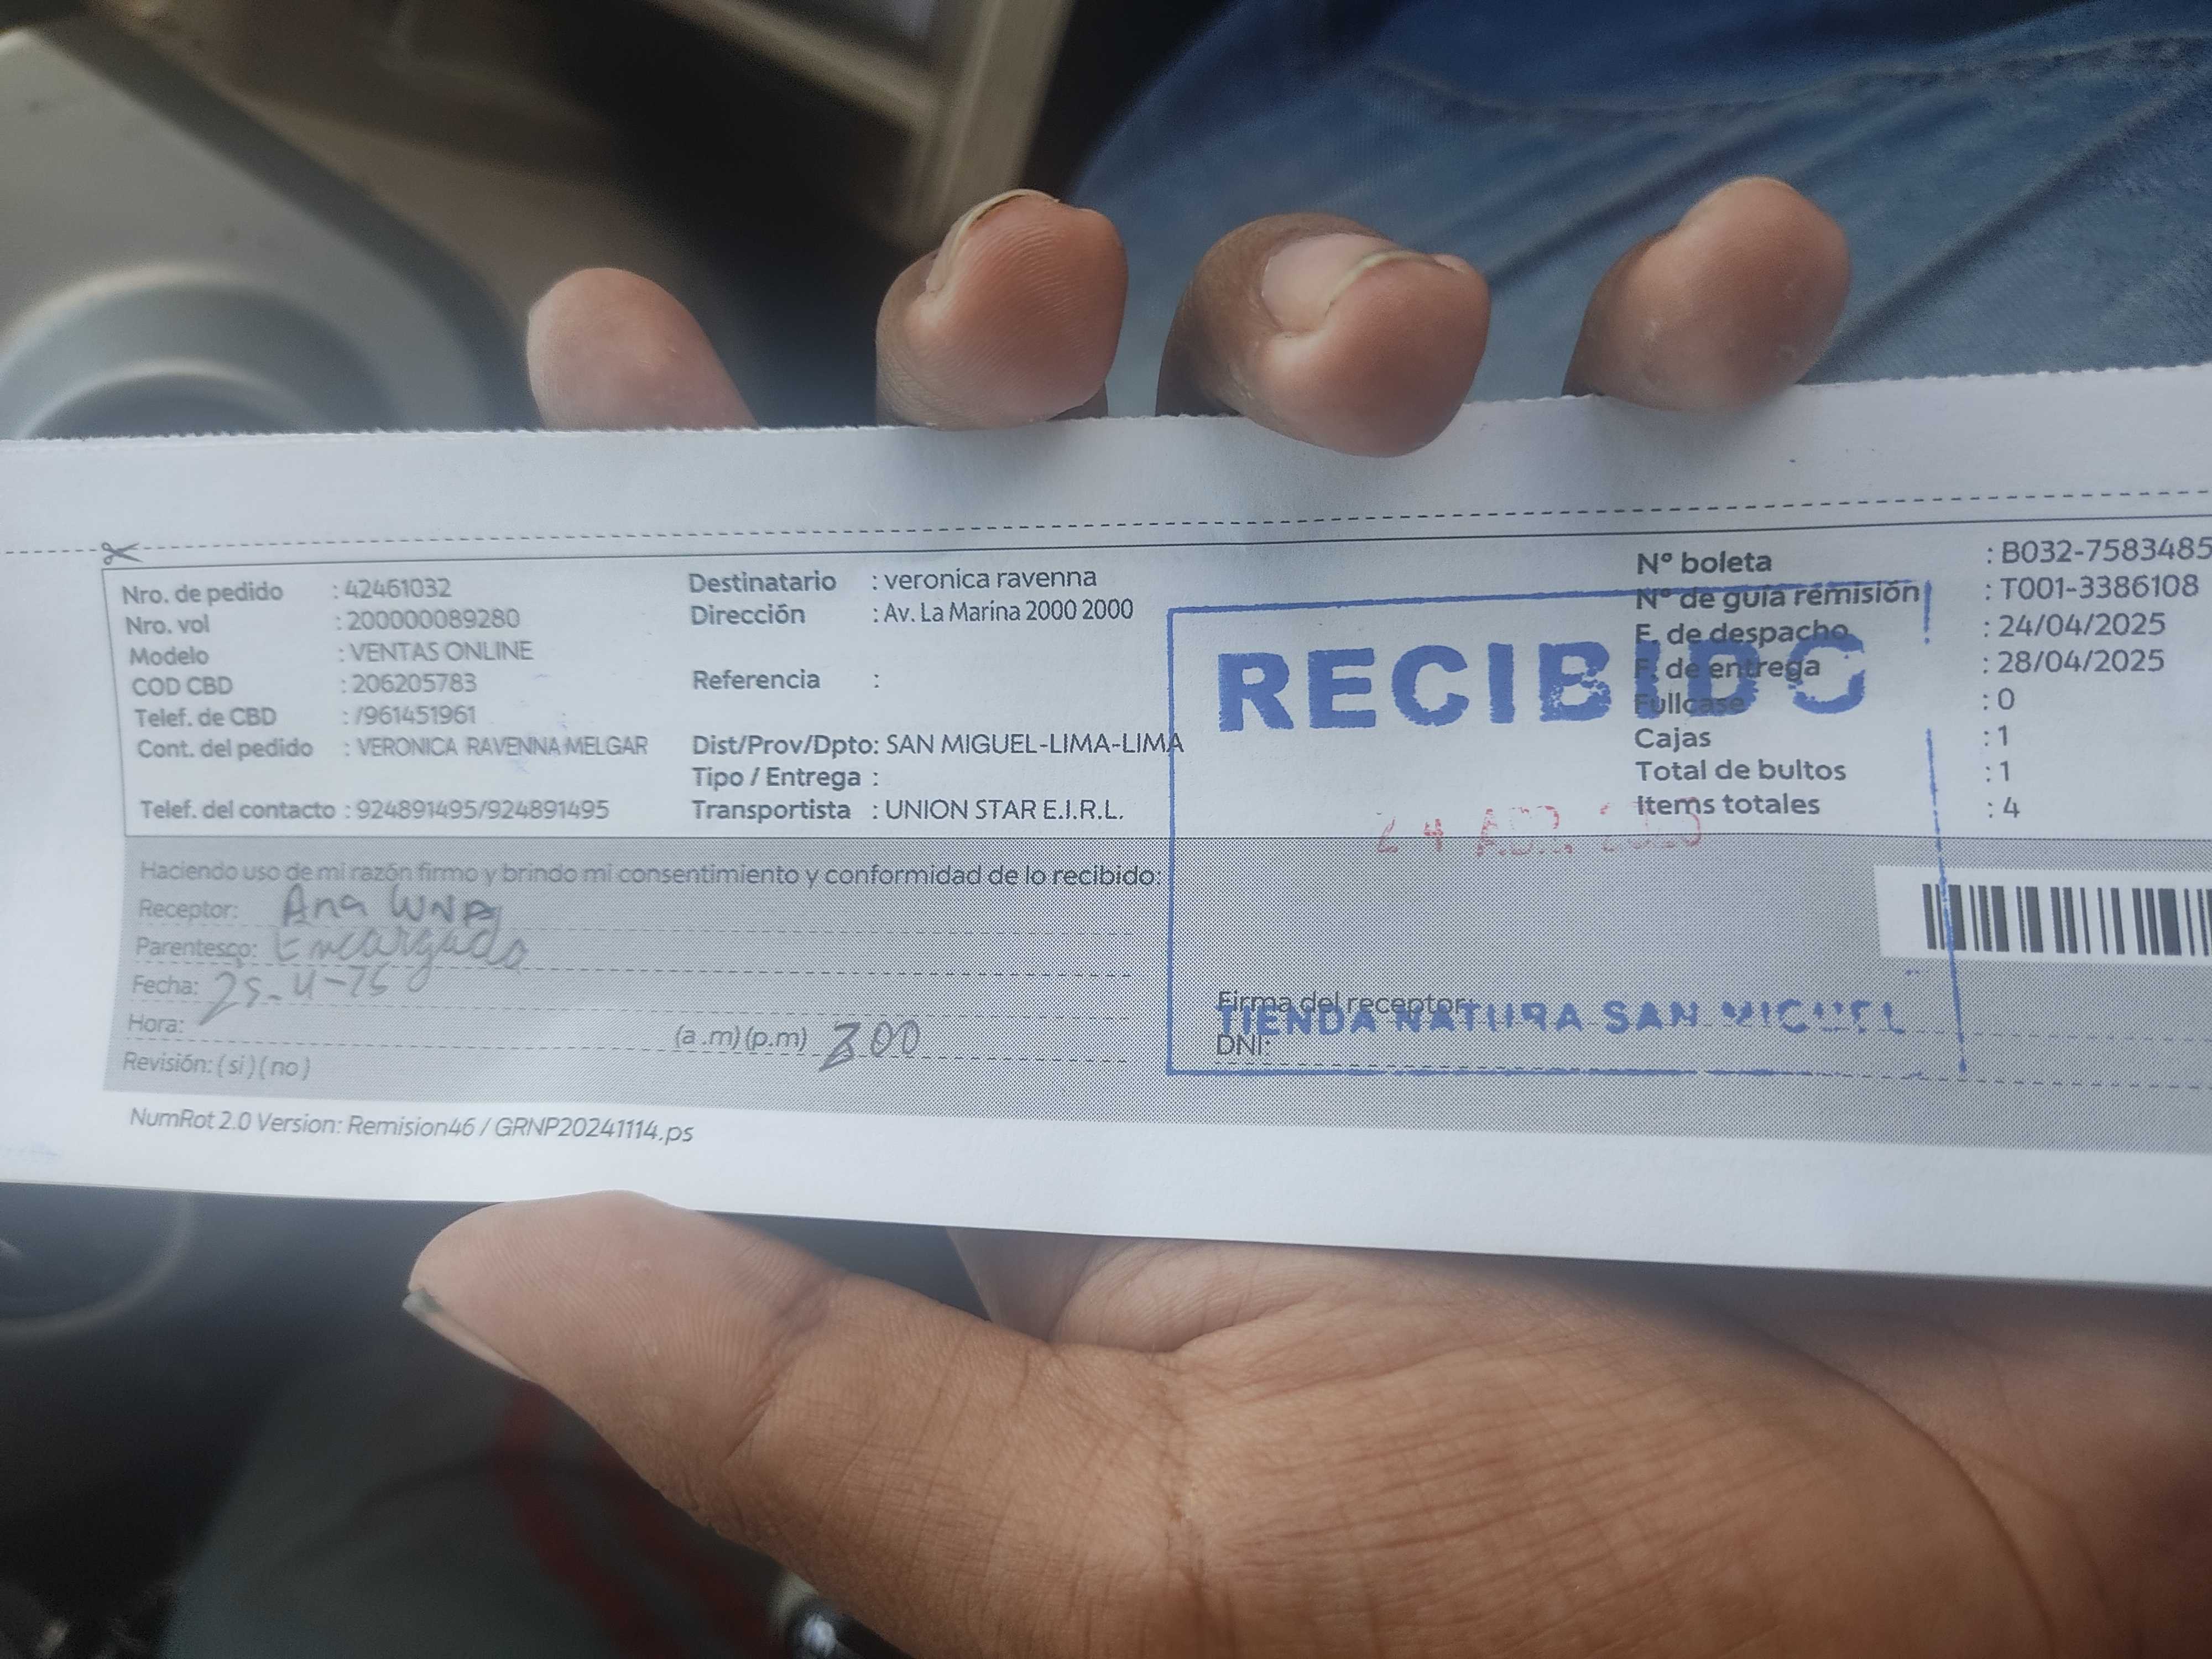 Nro. de pedido : 42461032
Nro. vol : 200000089280
Modelo : VENTAS ONLINE
COD CBD : 206205783
Telef. de CBD : /961451961
Cont. del pedido : VERONICA RAVENNA MELGAR
Telef. del contacto : 924891495/924891495
Destinatario : veronica ravenna
Dirección : Av. La Marina 2000 2000
Referencia :
Dist/Prov/Dpto: SAN MIGUEL-LIMA-LIMA
Tipo / Entrega :
Transportista : UNION STAR E.I.R.L.
N° boleta : B032-7583485
N° de guía remisión : T001-3386108
F. de despacho : 24/04/2025
F. de entrega : 28/04/2025
Fullcase : 0
Cajas : 1
Total de bultos : 1
Items totales : 4
RECIBIDO
Haciendo uso de mi razón firmo y brindo mi consentimiento y conformidad de lo recibido:
Receptor: Ana
Parentesco: Encargado
Fecha:
Hora: (a .m) (p.m) 300
Revisión: ( si ) ( no )
Firma del receptor:
TIENDA NATURA SAN MIGUEL
DNI:
NumRot 2.0 Version: Remision46 / GRNP20241114.ps